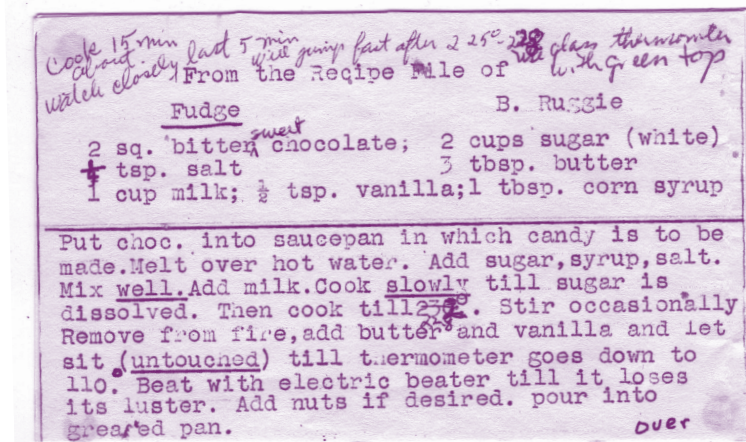 Cook 15 min
about
watch closely last 5 min
will jump fast after 225°-228
use glass thermometer
with green top
From the Recipe File of
Fudge B. Ruggie
2 sq. bitter sweet chocolate; 2 cups sugar (white)
tsp. salt 3 tbsp. butter
1 cup milk; ½ tsp. vanilla;1 tbsp. corn syrup
Put choc. into saucepan in which candy is to be
made.Melt over hot water. Add sugar,syrup,salt.
Mix well.Add milk.Cook slowly till sugar is
dissolved. Then cook till 228. Stir occasionally
Remove from fire,add butter and vanilla and let
sit (untouched) till thermometer goes down to
110. Beat with electric beater till it loses
its luster. Add nuts if desired. pour into
greased pan.
over